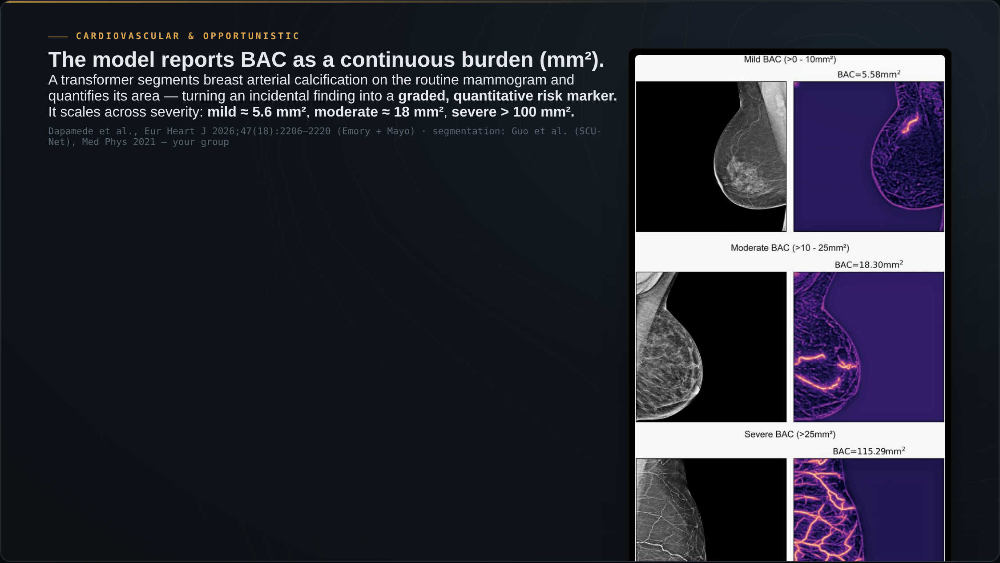 CARDIOVASCULAR & OPPORTUNISTIC
The model reports BAC as a continuous burden (mm²).
A transformer segments breast arterial calcification on the routine mammogram and
quantifies its area — turning an incidental finding into a graded, quantitative risk marker.
It scales across severity: mild ≈ 5.6 mm², moderate ≈ 18 mm², severe > 100 mm².
Dapamede et al., Eur Heart J 2026;47(18):2206–2220 (Emory + Mayo) · segmentation: Guo et al. (SCU-
Net), Med Phys 2021 — your group
Mild BAC (>0 - 10mm²)
BAC=5.58mm²
Moderate BAC (>10 - 25mm²)
BAC=18.30mm²
Severe BAC (>25mm²)
BAC=115.29mm²